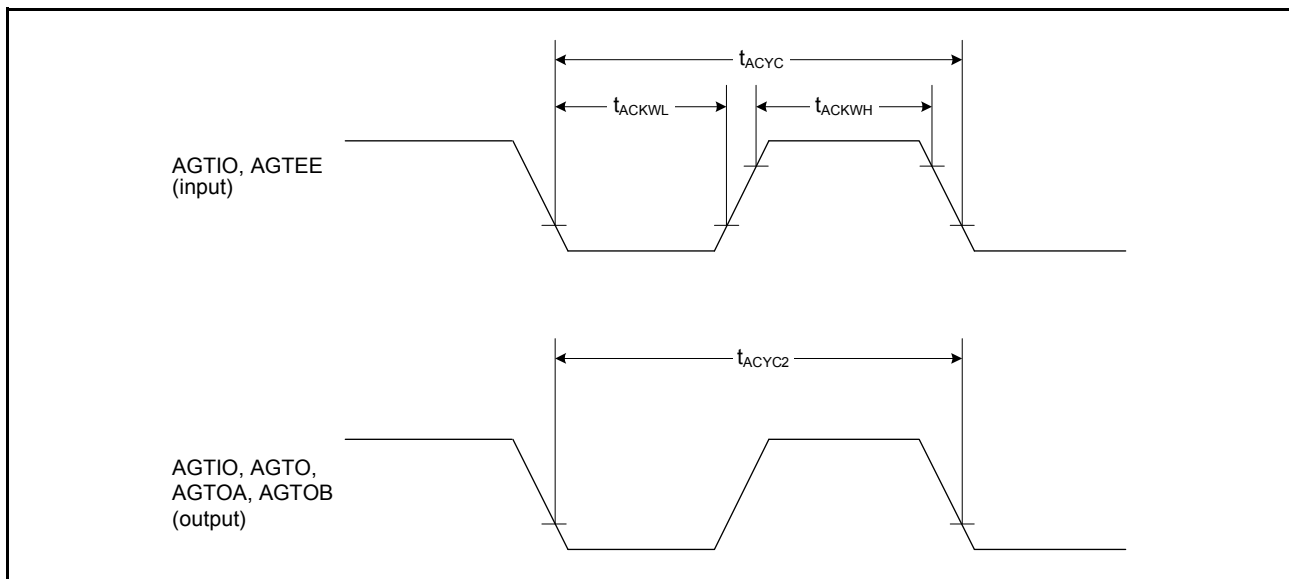 tACYC
tACKWL
tACKWH
AGTIO, AGTEE
(input)
tACYC2
AGTIO, AGTO,
AGTOA, AGTOB
(output)